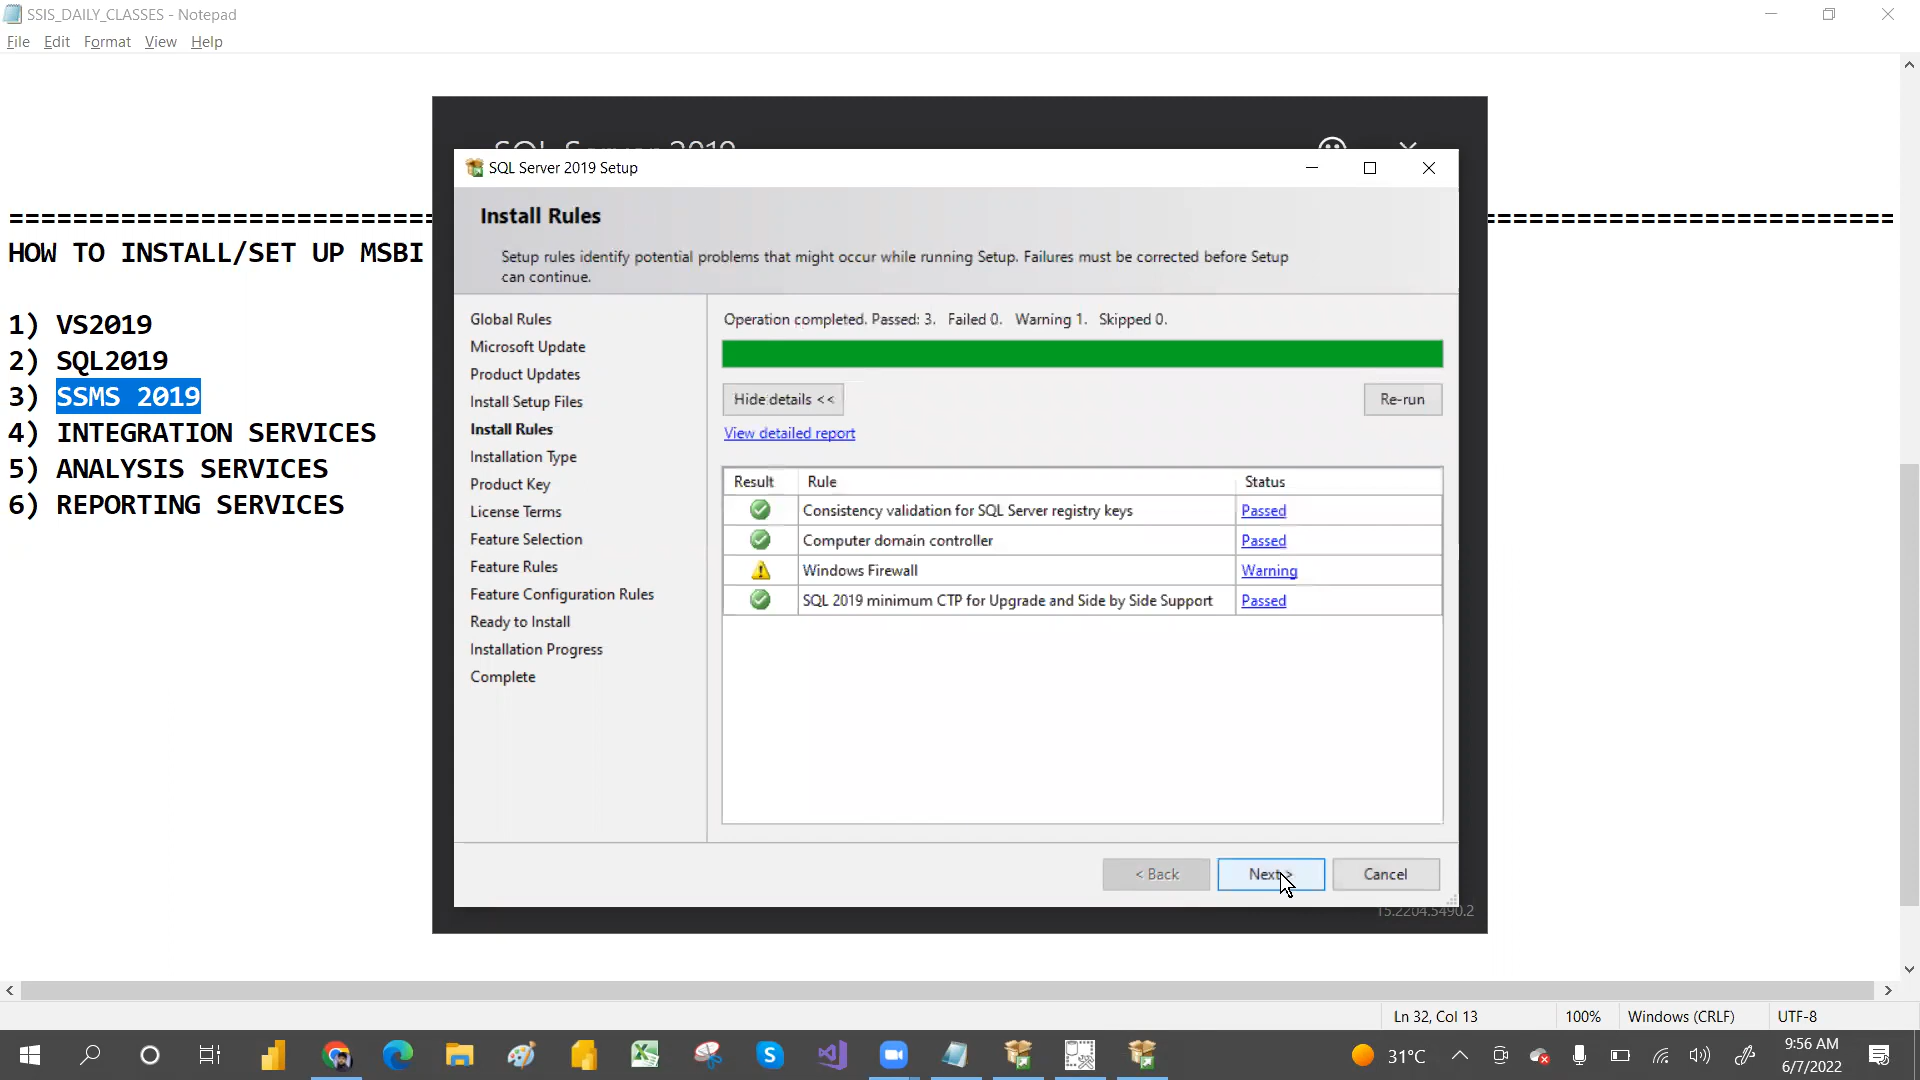 SSIS_DAILY_CLASSES - Notepad
File Edit Format View Help
SQL Server 2019
SQL Server 2019 Setup
Install Rules
Setup rules identify potential problems that might occur while running Setup. Failures must be corrected before Setup
can continue.
================================================
HOW TO INSTALL/SET UP MSBI
1) VS2019
2) SQL2019
3) SSMS 2019
4) INTEGRATION SERVICES
5) ANALYSIS SERVICES
6) REPORTING SERVICES
Global Rules
Microsoft Update
Product Updates
Install Setup Files
Install Rules
Installation Type
Product Key
License Terms
Feature Selection
Feature Rules
Feature Configuration Rules
Ready to Install
Installation Progress
Complete
Operation completed. Passed: 3. Failed 0. Warning 1. Skipped 0.
Hide details <<
Re-run
View detailed report
Result Rule Status
Consistency validation for SQL Server registry keys Passed
Computer domain controller Passed
Windows Firewall Warning
SQL 2019 minimum CTP for Upgrade and Side by Side Support Passed
< Back Next > Cancel
15.2204.5490.2
Ln 32, Col 13 100% Windows (CRLF) UTF-8
31°C
9:56 AM
6/7/2022